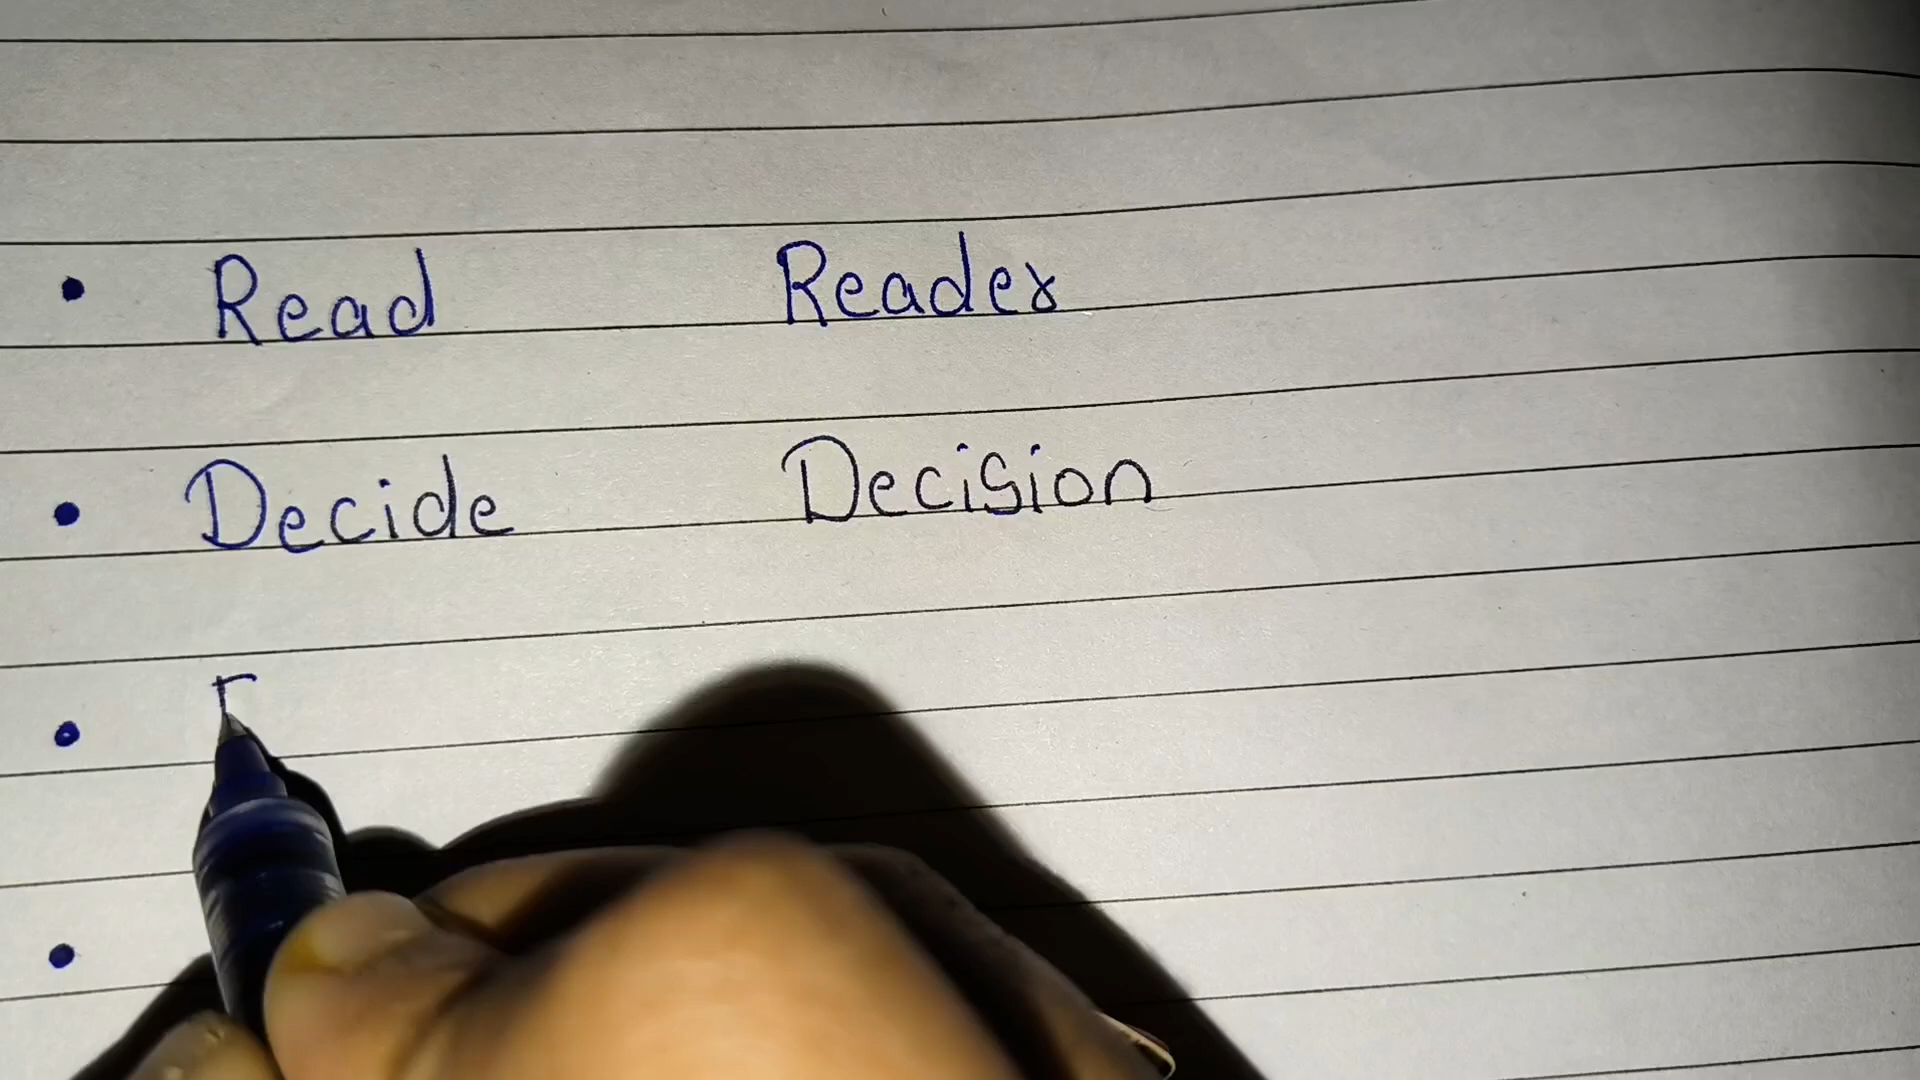 • Read Reader
• Decide Decision
•
•